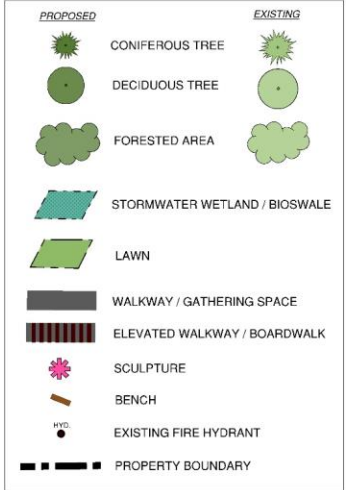 PROPOSED EXISTING
CONIFEROUS TREE
DECIDUOUS TREE
FORESTED AREA
STORMWATER WETLAND / BIOSWALE
LAWN
WALKWAY / GATHERING SPACE
ELEVATED WALKWAY / BOARDWALK
SCULPTURE
BENCH
HYD.
EXISTING FIRE HYDRANT
PROPERTY BOUNDARY